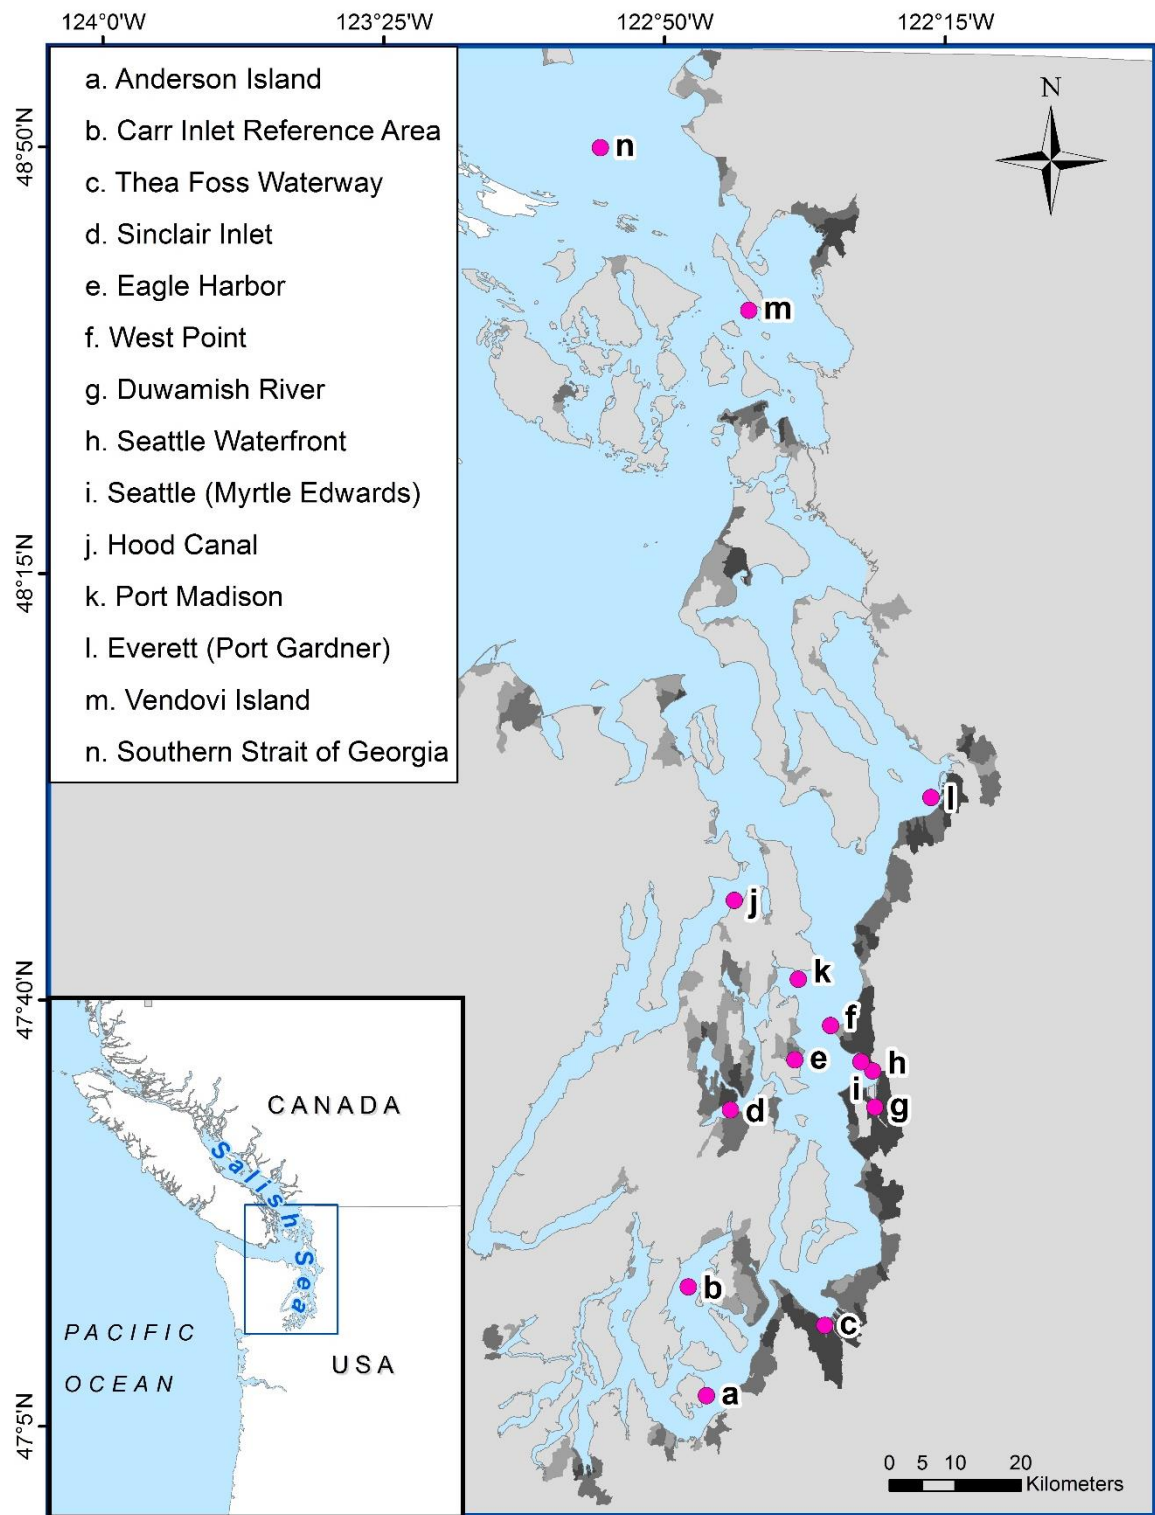 124°0'W 123°25'W 122°50'W 122°15'W
48°50'N
48°15'N
47°40'N
47°5'N
a. Anderson Island
b. Carr Inlet Reference Area
c. Thea Foss Waterway
d. Sinclair Inlet
e. Eagle Harbor
f. West Point
g. Duwamish River
h. Seattle Waterfront
i. Seattle (Myrtle Edwards)
j. Hood Canal
k. Port Madison
l. Everett (Port Gardner)
m. Vendovi Island
n. Southern Strait of Georgia
N
n
m
l
j
k
f
e
h
i
g
d
b
c
a
CANADA
Salish Sea
PACIFIC
OCEAN
USA
0 5 10 20
Kilometers